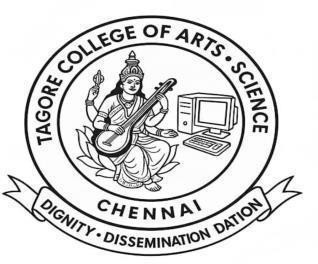 TAGORE COLLEGE OF ARTS • SCIENCE
CHENNAI
DIGNITY • DISSEMINATION DATION